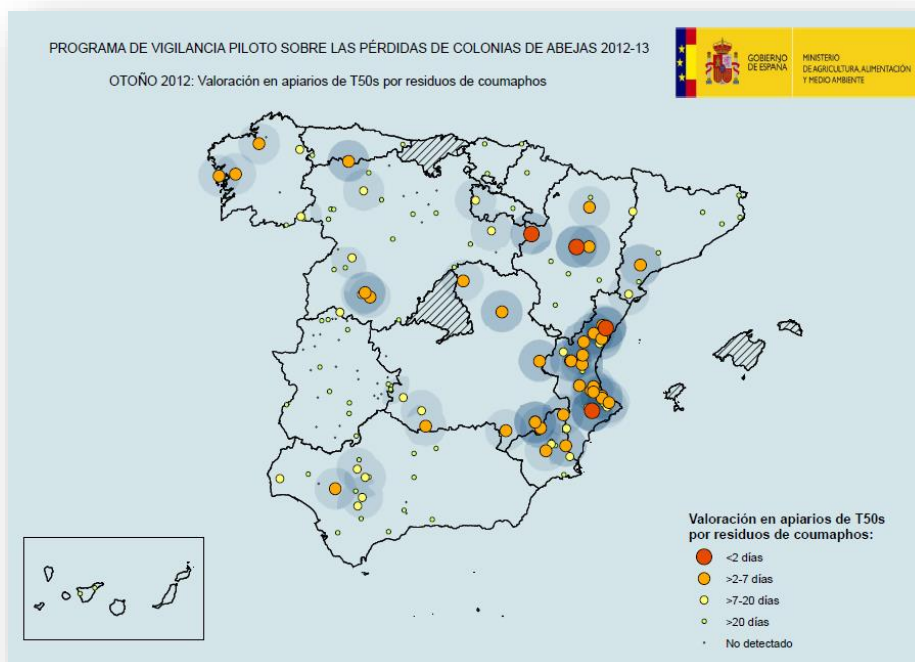 PROGRAMA DE VIGILANCIA PILOTO SOBRE LAS PÉRDIDAS DE COLONIAS DE ABEJAS 2012-13
OTOÑO 2012: Valoración en apiarios de T50s por residuos de coumaphos
GOBIERNO
DE ESPAÑA
MINISTERIO
DE AGRICULTURA, ALIMENTACIÓN
Y MEDIO AMBIENTE
Valoración en apiarios de T50s
por residuos de coumaphos:
<2 días
>2-7 días
>7-20 días
>20 días
No detectado